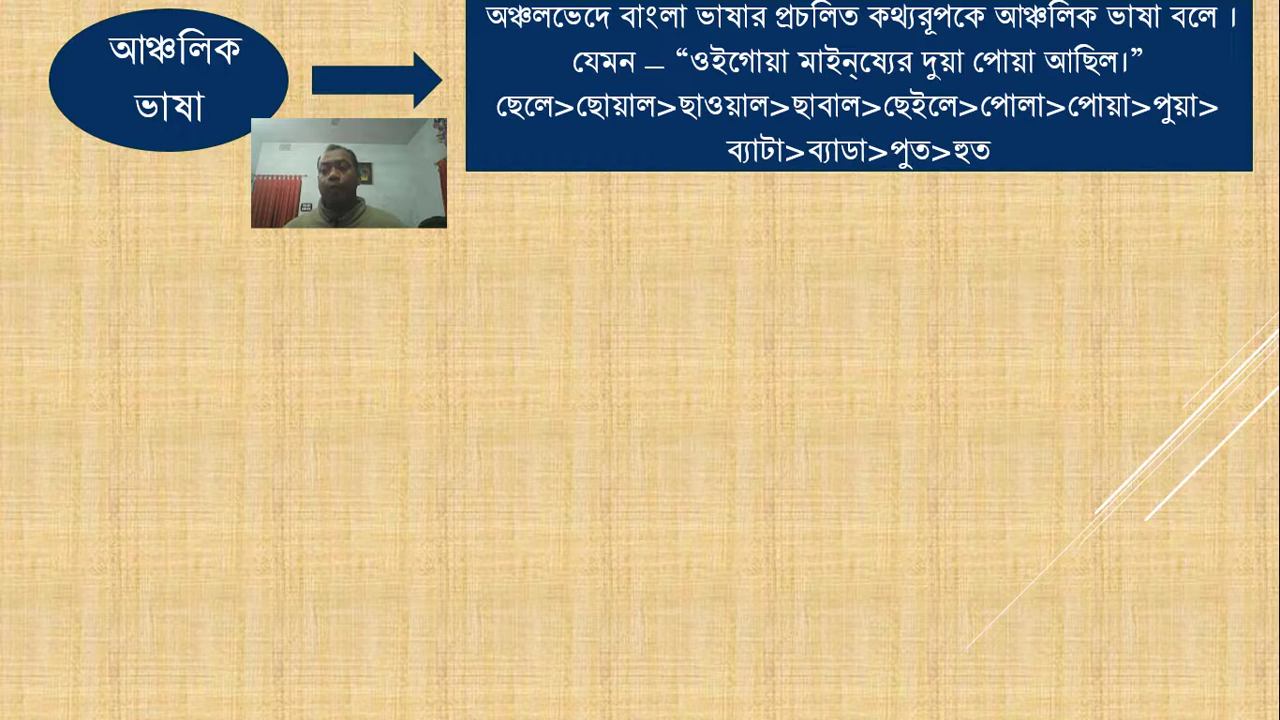 আঞ্চলিক
ভাষা
অঞ্চলভেদে বাংলা ভাষার প্রচলিত কথ্যরূপকে আঞ্চলিক ভাষা বলে ।
যেমন – “ওইগোয়া মাইন্ষ্যের দুয়া পোয়া আছিল।”
ছেলে>ছোয়াল>ছাওয়াল>ছাবাল>ছেইলে>পোলা>পোয়া>পুয়া>
ব্যাটা>ব্যাডা>পুত>হুত